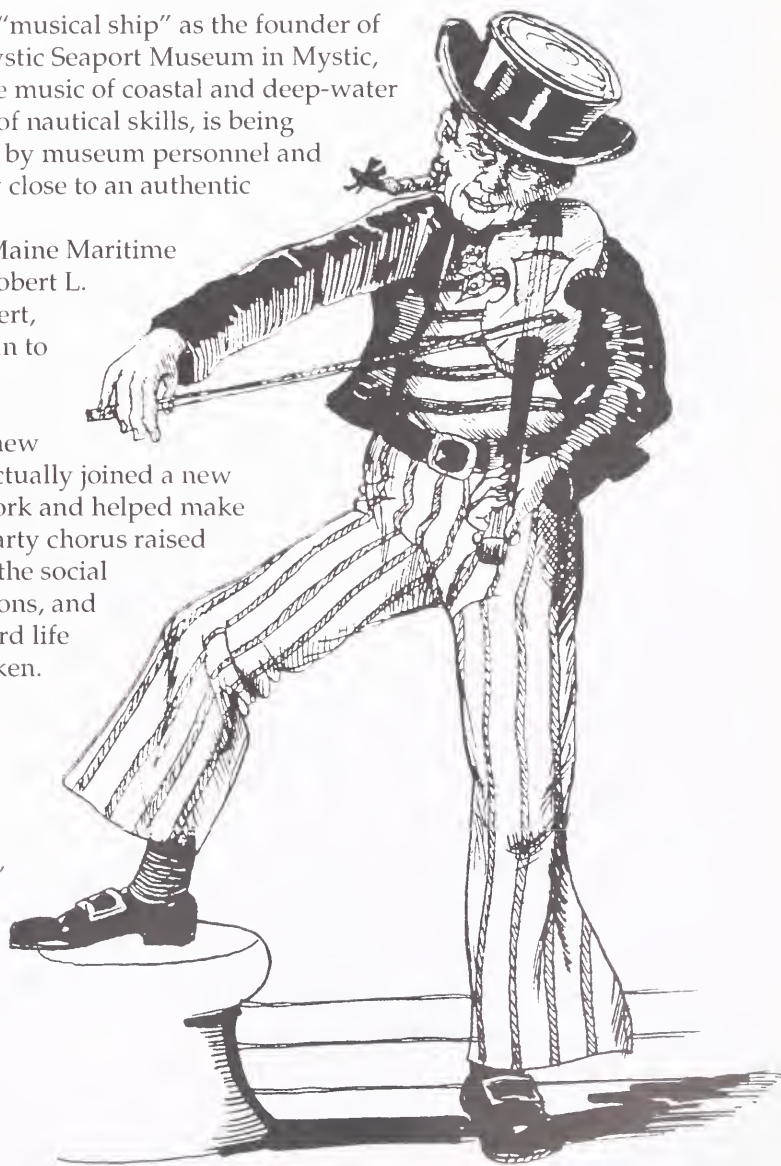 “musical ship” as the founder of
ystic Seaport Museum in Mystic,
e music of coastal and deep-water
of nautical skills, is being
by museum personnel and
close to an authentic
Maine Maritime
obert L.
ert,
n to
new
ctually joined a new
ork and helped make
arty chorus raised
the social
ons, and
rd life
ken.